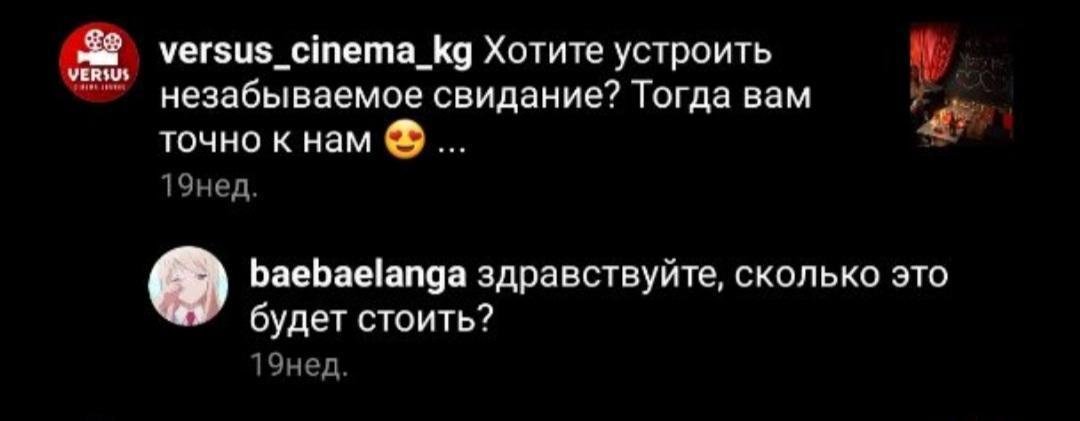 VERSUS
versus_cinema_kg Хотите устроить
незабываемое свидание? Тогда вам
точно к нам 😍 ...
19нед.
baebaelanga здравствуйте, сколько это
будет стоить?
19нед.